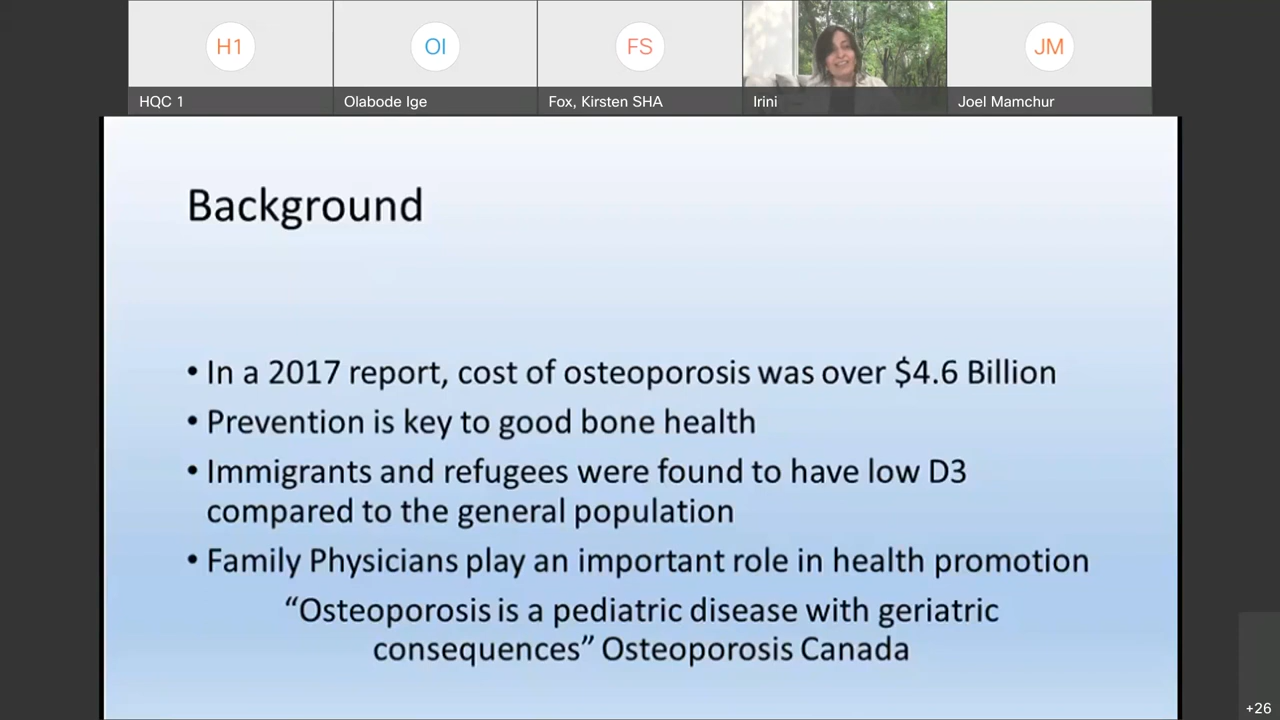 H1
OI
FS
JM
HQC 1
Olabode Ige
Fox, Kirsten SHA
Irini
Joel Mamchur
Background
• In a 2017 report, cost of osteoporosis was over $4.6 Billion
• Prevention is key to good bone health
• Immigrants and refugees were found to have low D3
compared to the general population
• Family Physicians play an important role in health promotion
“Osteoporosis is a pediatric disease with geriatric
consequences” Osteoporosis Canada
+26